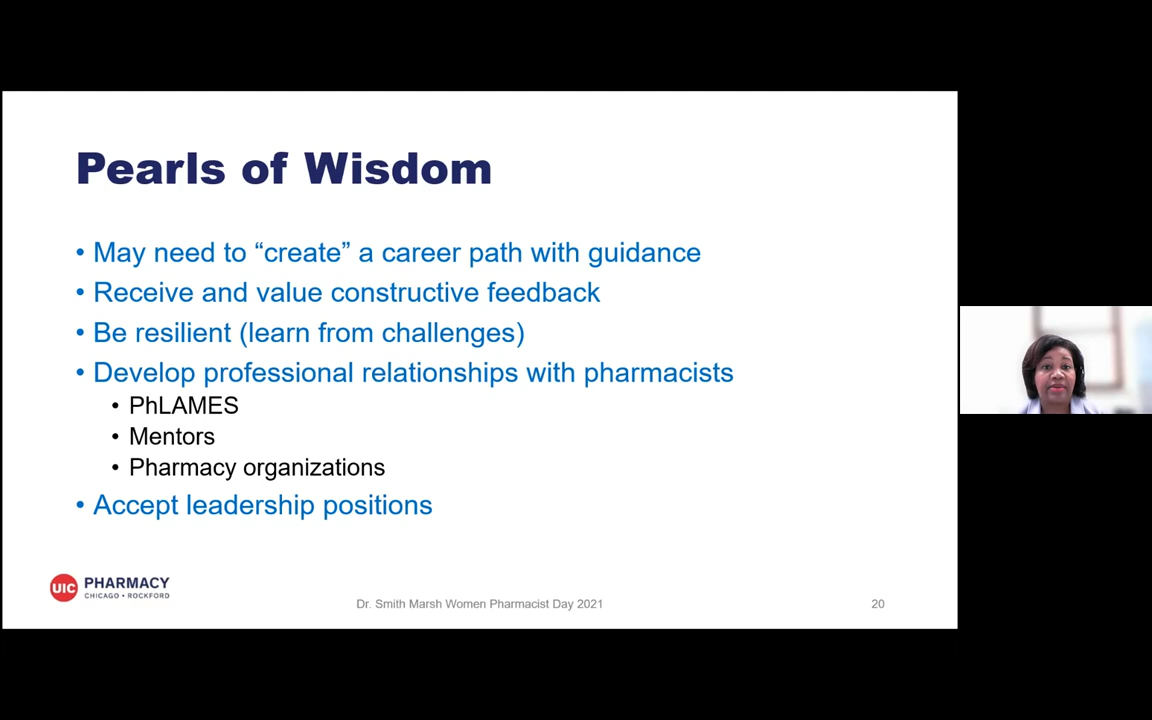 Pearls of Wisdom
• May need to “create” a career path with guidance
• Receive and value constructive feedback
• Be resilient (learn from challenges)
• Develop professional relationships with pharmacists
• PhLAMES
• Mentors
• Pharmacy organizations
• Accept leadership positions
UIC PHARMACY
CHICAGO • ROCKFORD
Dr. Smith Marsh Women Pharmacist Day 2021
20